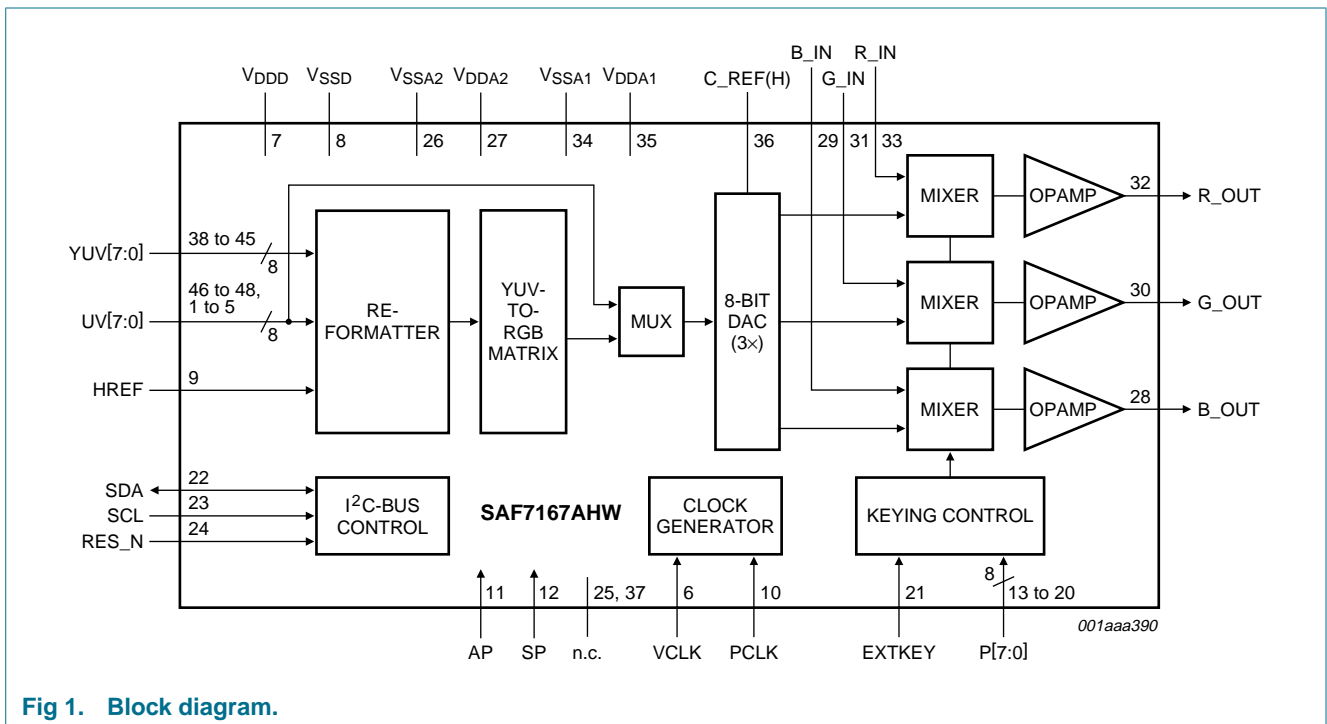 B_IN R_IN
VDDD VSSD VSSA2 VDDA2 VSSA1 VDDA1 C_REF(H) G_IN
7 8 26 27 34 35 36 29 31 33
YUV[7:0] 38 to 45 8
UV[7:0] 46 to 48,
1 to 5 8
HREF 9
RE-
FORMATTER
YUV-
TO-
RGB
MATRIX
MUX
8-BIT
DAC
(3×)
MIXER OPAMP 32 R_OUT
MIXER OPAMP 30 G_OUT
MIXER OPAMP 28 B_OUT
SDA 22
SCL 23
RES_N 24
I2C-BUS
CONTROL
SAF7167AHW
CLOCK
GENERATOR
KEYING CONTROL
11 12 25, 37 6 10 21 8 13 to 20
001aaa390
AP SP n.c. VCLK PCLK EXTKEY P[7:0]
Fig 1. Block diagram.